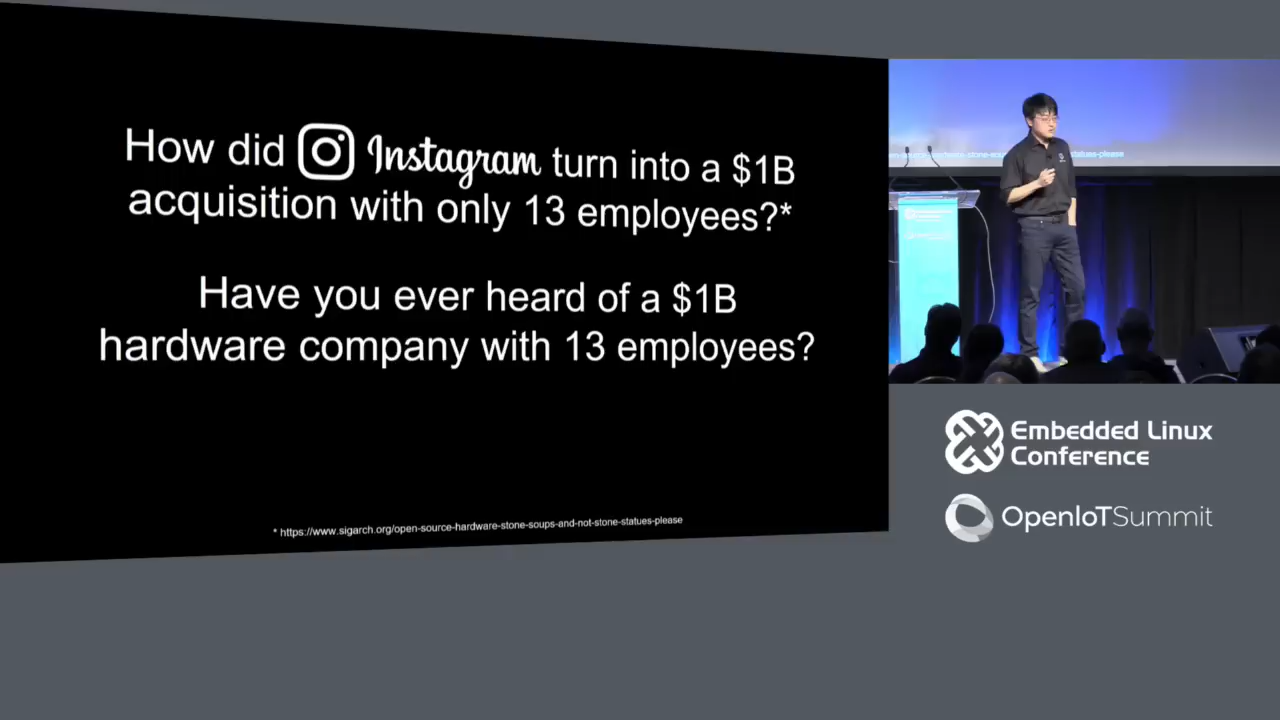 How did Instagram turn into a $1B
acquisition with only 13 employees?*
Have you ever heard of a $1B
hardware company with 13 employees?
* https://www.sigarch.org/open-source-hardware-stone-soups-and-not-stone-statues-please
Embedded Linux
Conference
OpenIoTSummit